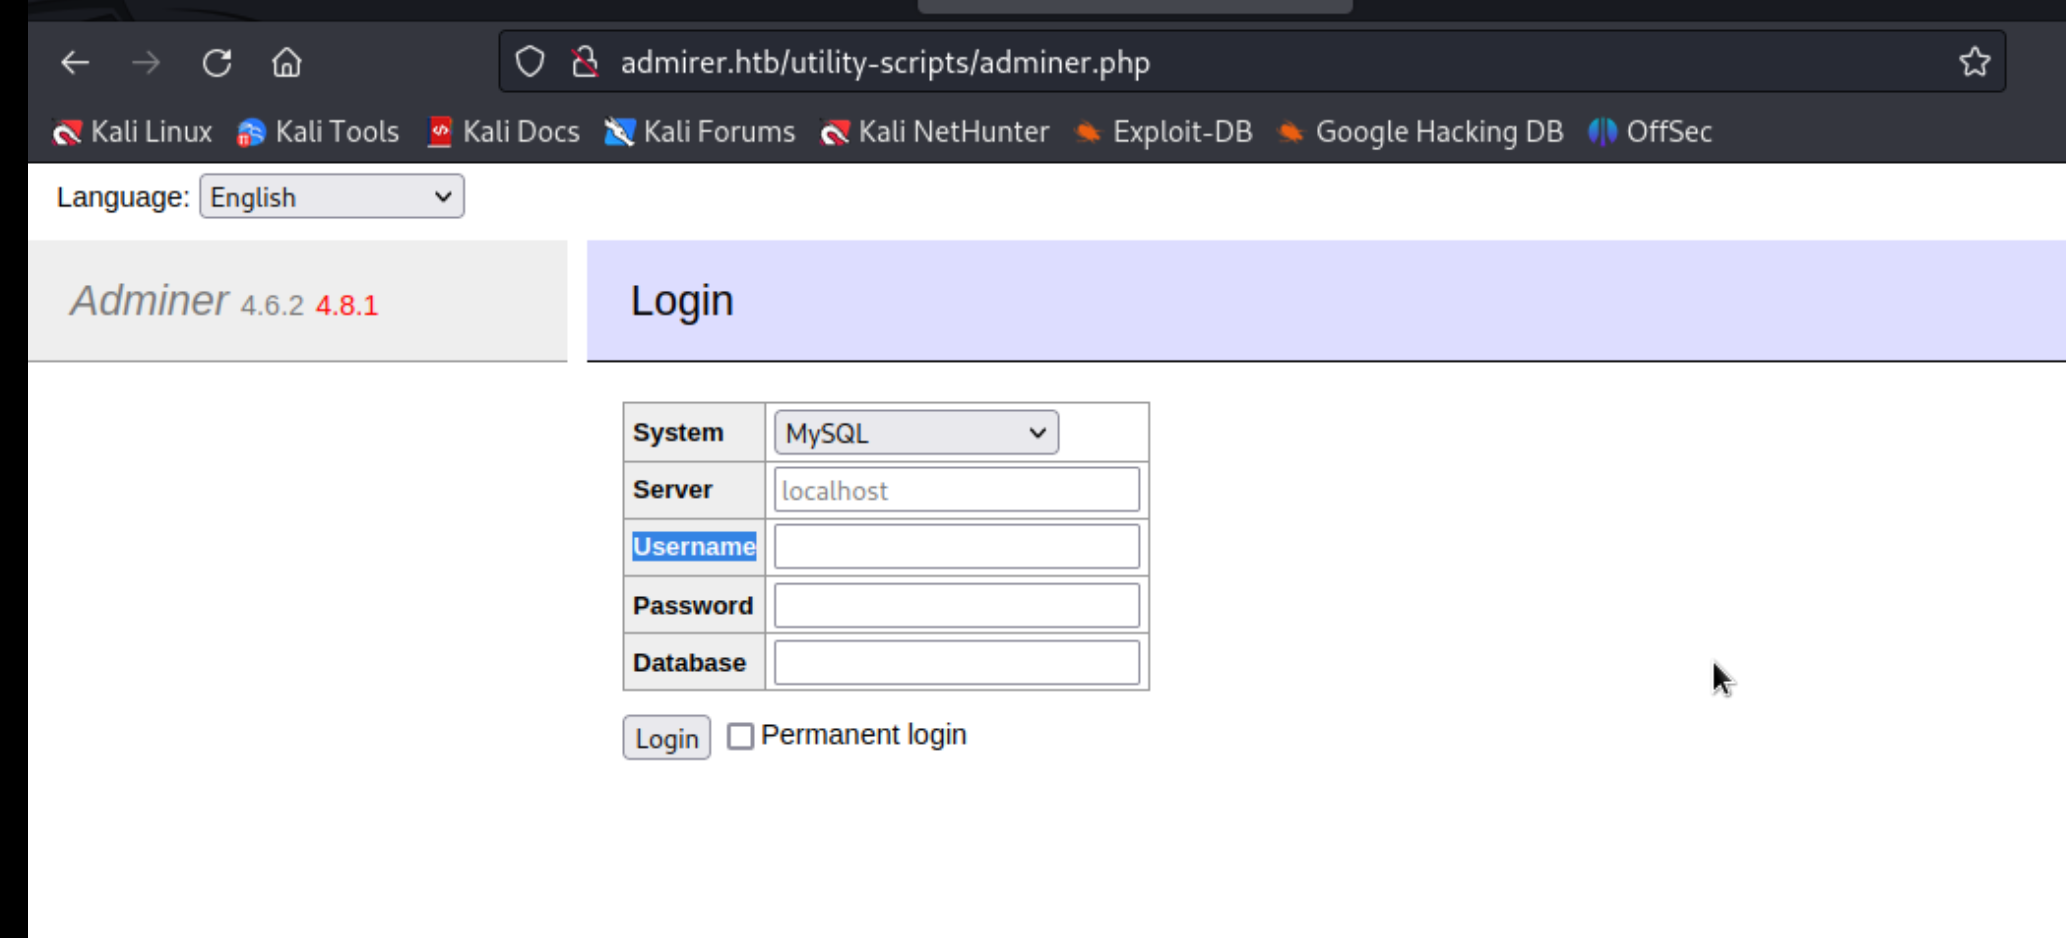 admirer.htb/utility-scripts/adminer.php
Kali Linux Kali Tools Kali Docs Kali Forums Kali NetHunter Exploit-DB Google Hacking DB OffSec
Language: English
Adminer 4.6.2 4.8.1
Login
System MySQL
Server localhost
Username
Password
Database
Login Permanent login